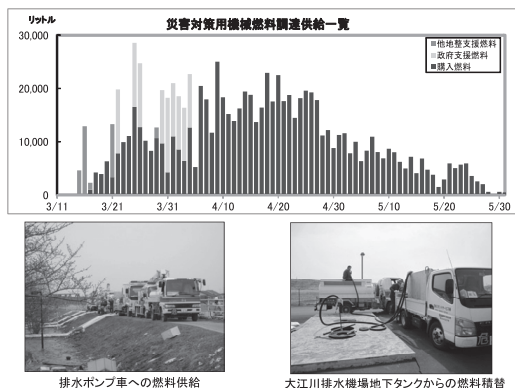 リットル
災害対策用機械燃料調達供給一覧
他地整支援燃料
政府支援燃料
購入燃料
30,000
20,000
10,000
0
3/11 3/21 3/31 4/10 4/20 4/30 5/10 5/20 5/30
排水ポンプ車への燃料供給
大江川排水機場地下タンクからの燃料積替